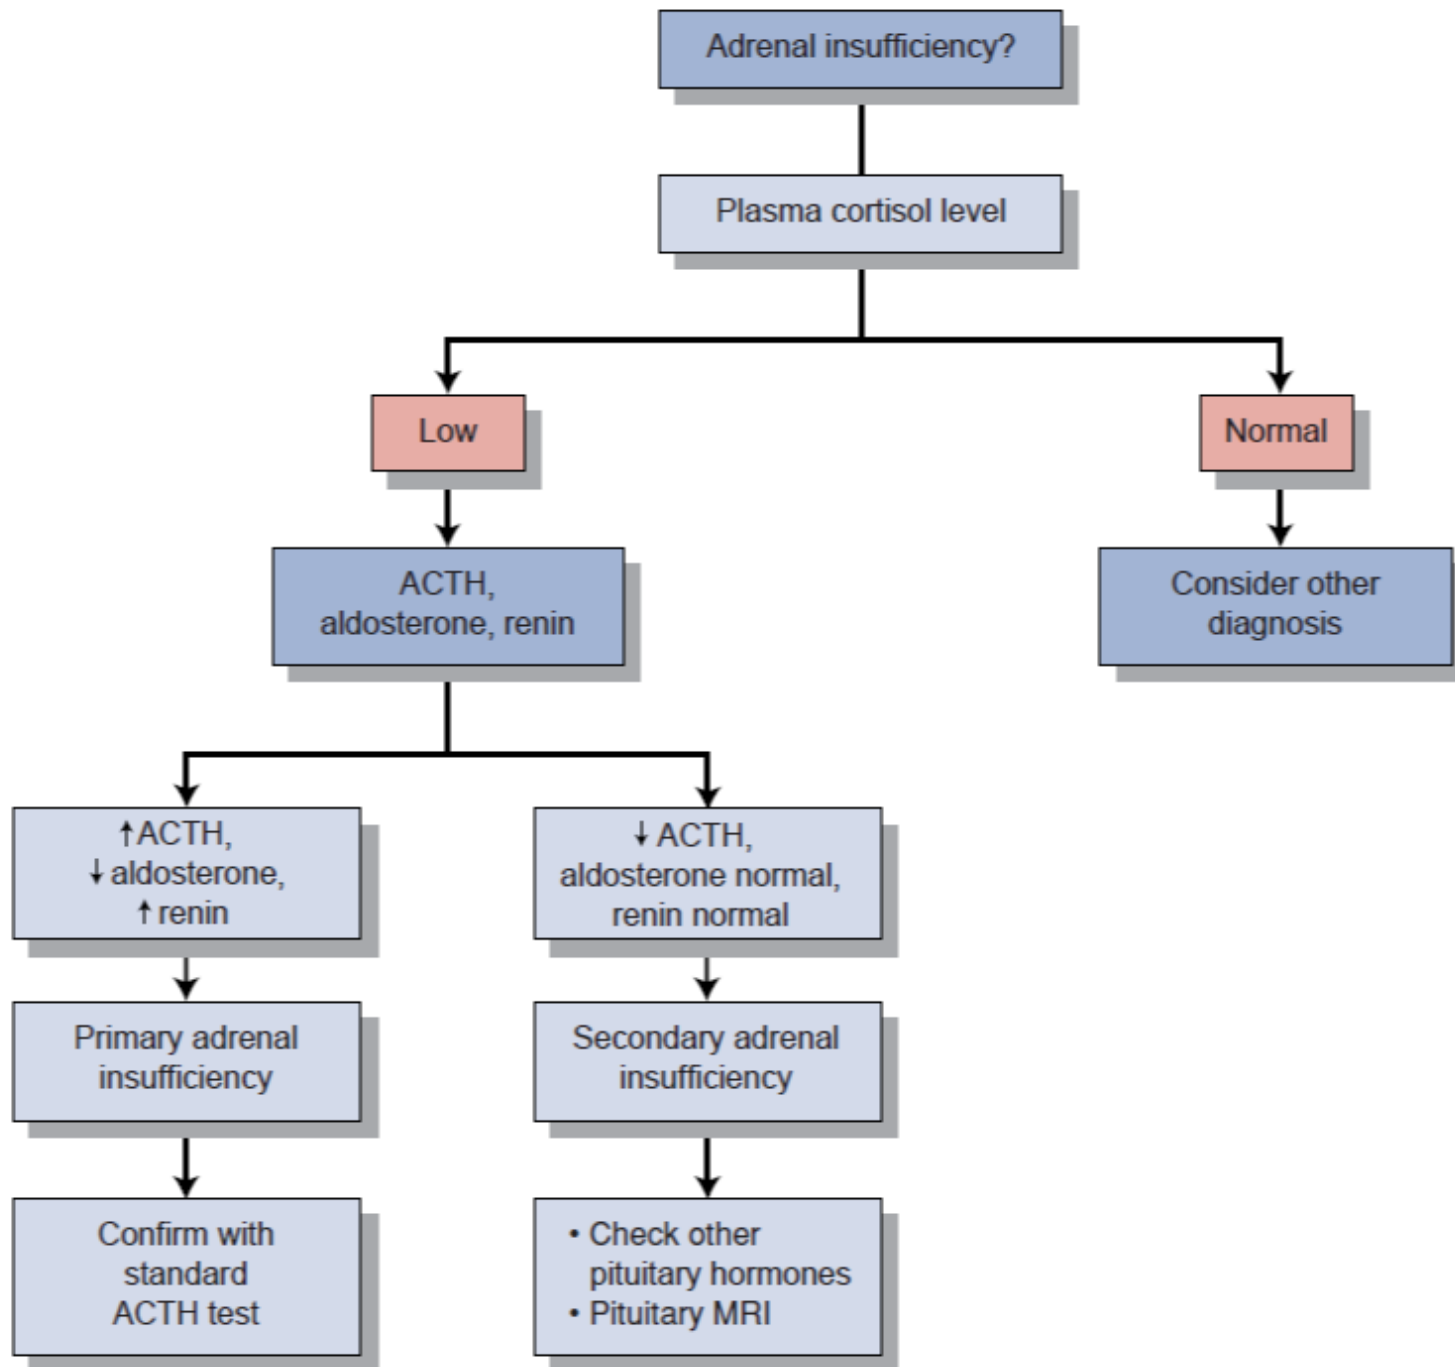 Adrenal insufficiency?
Plasma cortisol level
Low
Normal
ACTH,
aldosterone, renin
Consider other
diagnosis
↑ACTH,
↓ aldosterone,
↑ renin
↓ ACTH,
aldosterone normal,
renin normal
Primary adrenal
insufficiency
Secondary adrenal
insufficiency
Confirm with
standard
ACTH test
• Check other
pituitary hormones
• Pituitary MRI